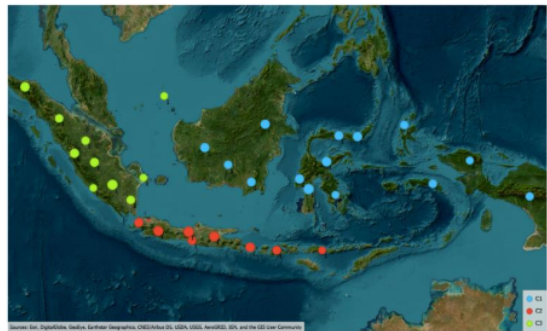 C1
C2
C3
Sources: Esri, DigitalGlobe, GeoEye, Earthstar Geographics, CNES/Airbus DS, USDA, USGS, AeroGRID, IGN, and the GIS User Community